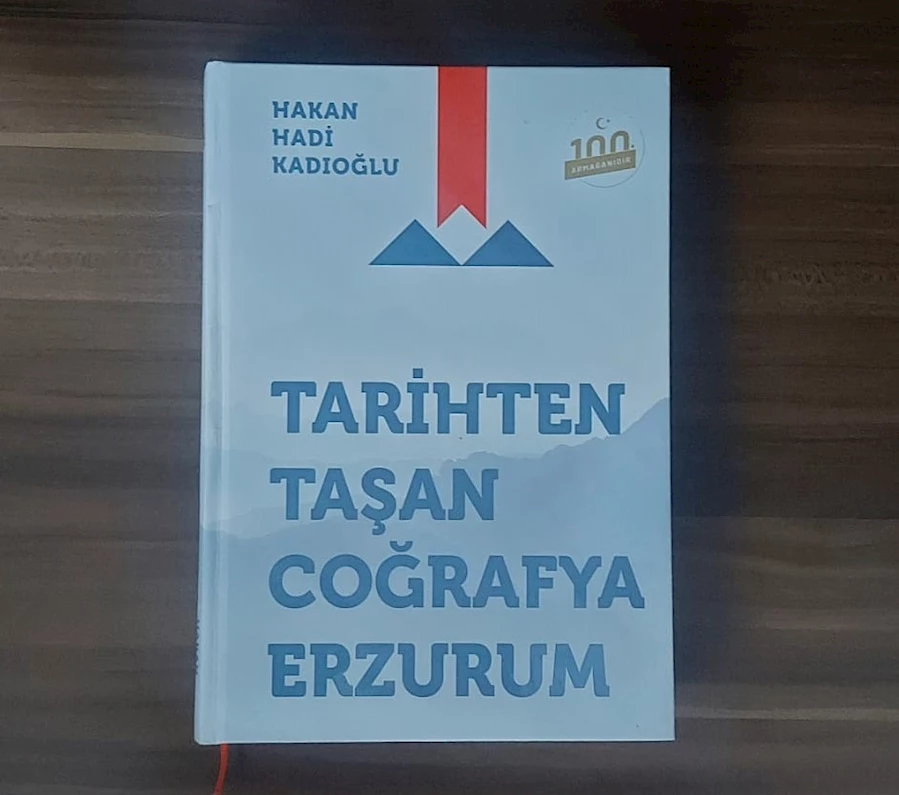 HAKAN
HADİ
KADIOĞLU
100.
ARMAĞANIDIR
TARİHTEN
TAŞAN
COĞRAFYA
ERZURUM